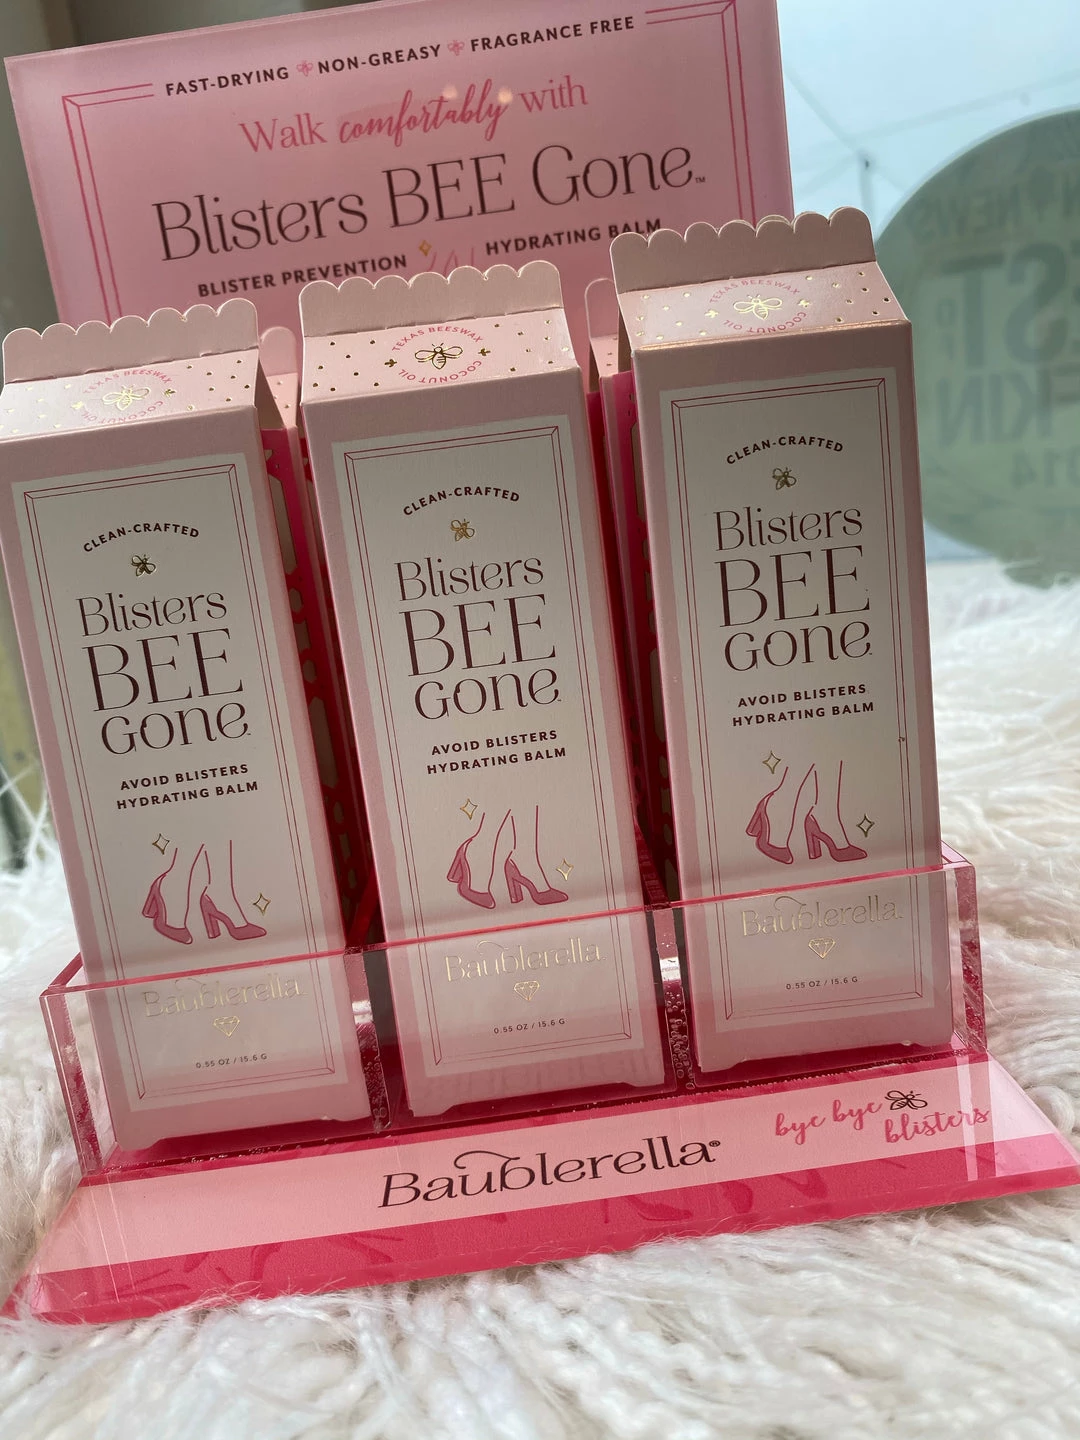 FAST-DRYING NON-GREASY FRAGRANCE FREE
Walk comfortably with
Blisters BEE Gone™
BLISTER PREVENTION HYDRATING BALM
TEXAS BEESWAX
COCONUT OIL
CLEAN-CRAFTED
Blisters
BEE
Gone
AVOID BLISTERS
HYDRATING BALM
Baublerella
0.55 OZ / 15.6 G
TEXAS BEESWAX
COCONUT OIL
CLEAN-CRAFTED
Blisters
BEE
Gone
AVOID BLISTERS
HYDRATING BALM
Baublerella
0.55 OZ / 15.6 G
TEXAS BEESWAX
COCONUT OIL
CLEAN-CRAFTED
Blisters
BEE
Gone
AVOID BLISTERS
HYDRATING BALM
Baublerella
0.55 OZ / 15.6 G
bye bye
blisters
Baublerella®